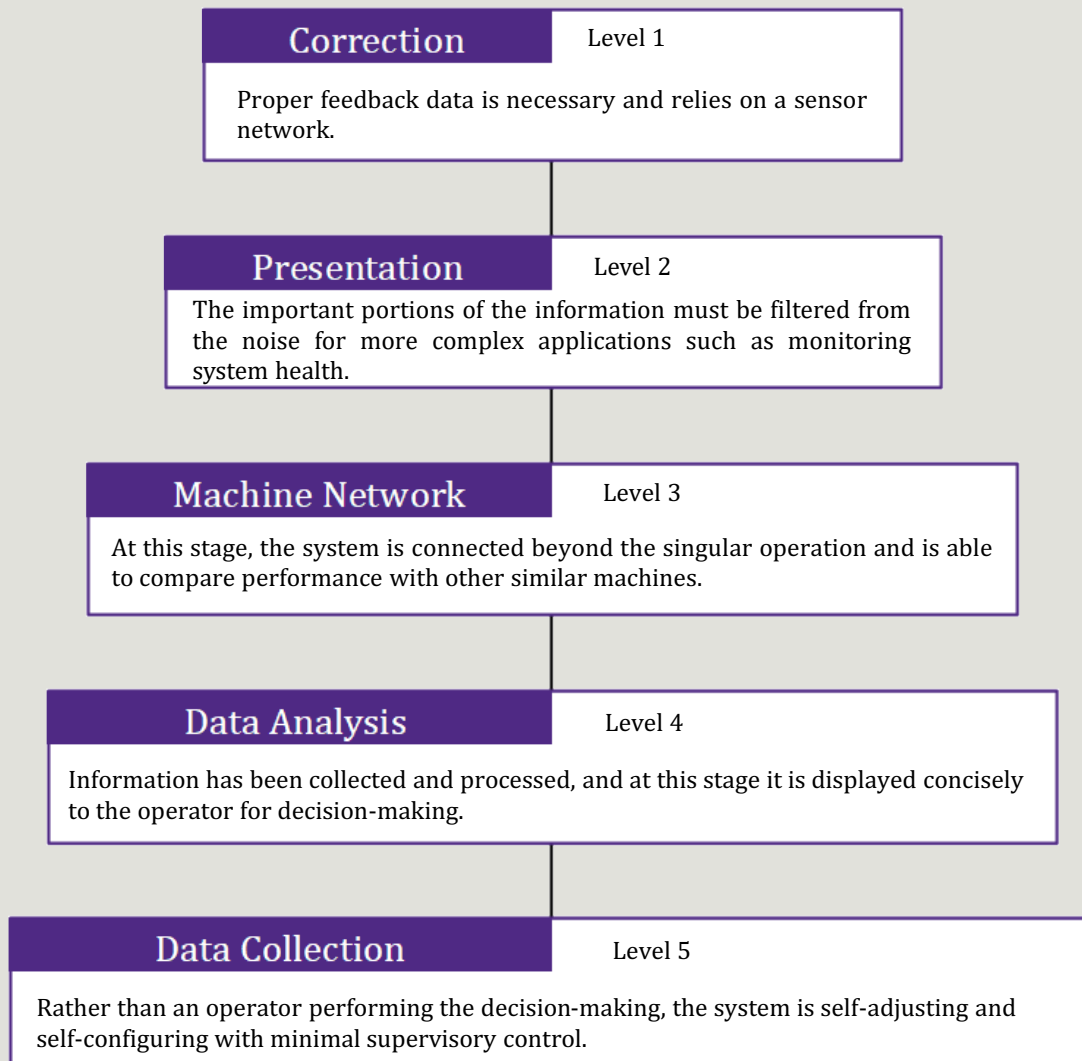 Correction Level 1
Proper feedback data is necessary and relies on a sensor
network.
Presentation Level 2
The important portions of the information must be filtered from
the noise for more complex applications such as monitoring
system health.
Machine Network Level 3
At this stage, the system is connected beyond the singular operation and is able
to compare performance with other similar machines.
Data Analysis Level 4
Information has been collected and processed, and at this stage it is displayed concisely
to the operator for decision-making.
Data Collection Level 5
Rather than an operator performing the decision-making, the system is self-adjusting and
self-configuring with minimal supervisory control.